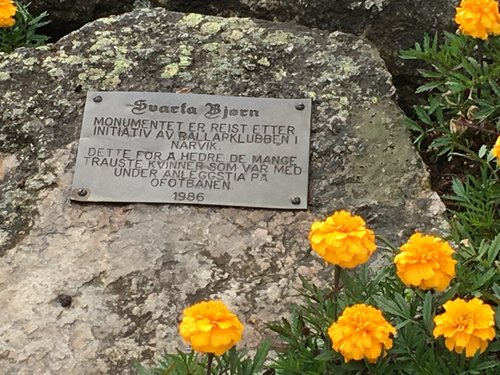 Svarta Bjørn
MONUMENTET ER REIST ETTER
INITIATIV AV RALLARKLUBBEN I
NARVIK.
DETTE FOR Å HEDRE DE MANGE
TRAUSTE KVINNER SOM VAR MED
UNDER ANLEGGSTIA PÅ
OFOTBANEN.
1986